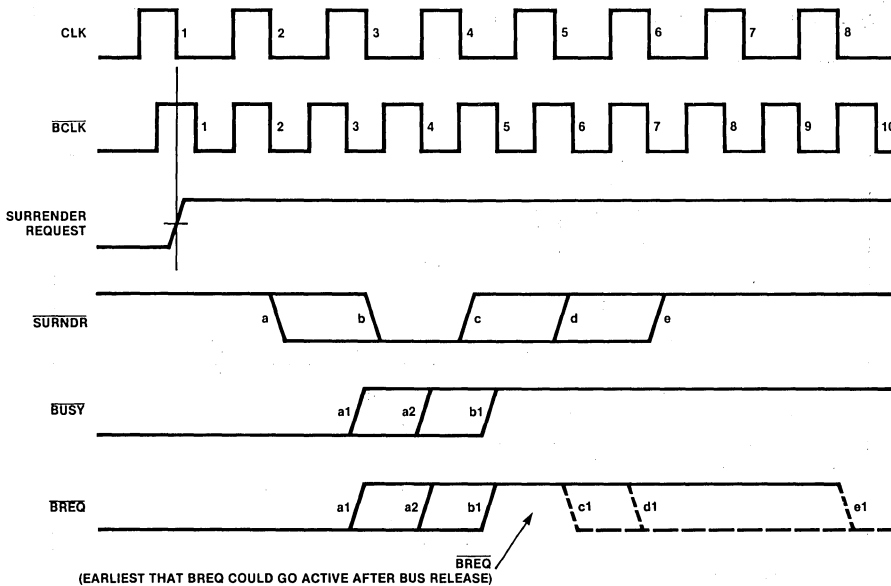 CLK 1 2 3 4 5 6 7 8
BCLK 1 2 3 4 5 6 7 8 9 10
SURRENDER
REQUEST
SURNDR a b c d e
BUSY a1 a2 b1
BREQ a1 a2 b1 c1 d1 e1
BREQ
(EARLIEST THAT BREQ COULD GO ACTIVE AFTER BUS RELEASE)